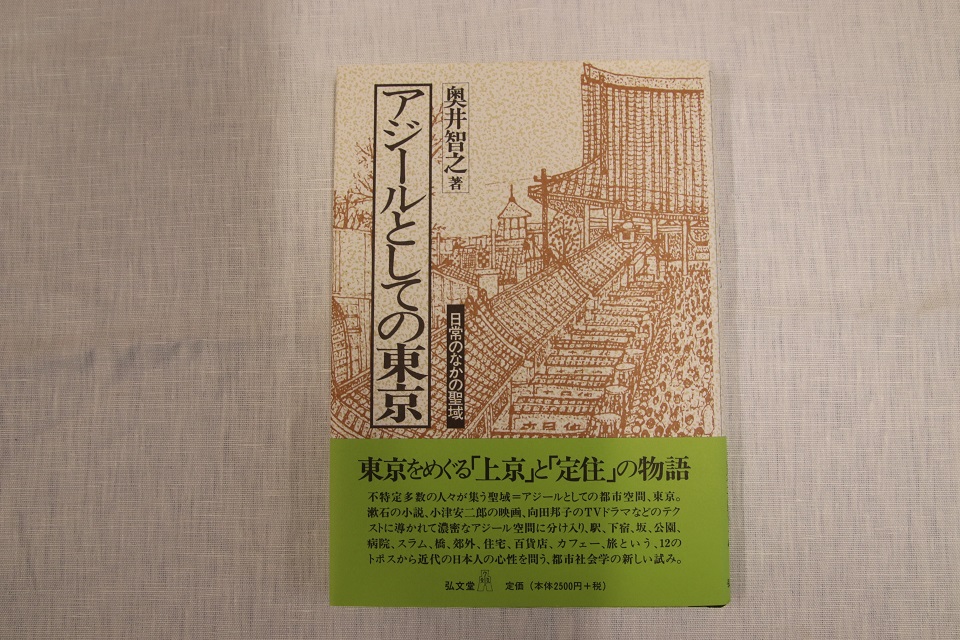 奥井智之 著
アジールとしての東京
日常のなかの聖域
東京をめぐる「上京」と「定住」の物語
不特定多数の人々が集う聖域=アジールとしての都市空間、東京。
漱石の小説、小津安二郎の映画、向田邦子のTVドラマなどのテク
ストに導かれて濃密なアジール空間に分け入り、駅、下宿、坂、公園、
病院、スラム、橋、郊外、住宅、百貨店、カフェー、旅という、12の
トポスから近代の日本人の心性を問う、都市社会学の新しい試み。
弘文堂 定価(本体2500円+税)